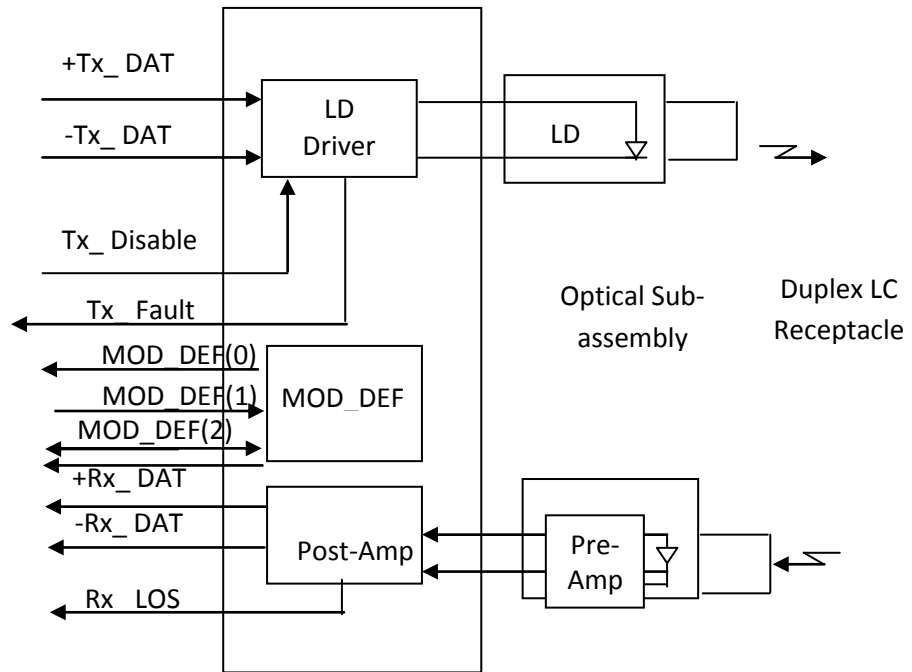 +Tx_ DAT
LD
Driver
-Tx_ DAT
LD
Tx_ Disable
Tx_ Fault
Optical Sub-
assembly
Duplex LC
Receptacle
MOD_DEF(0)
MOD_DEF(1)
MOD_DEF
MOD_DEF(2)
+Rx_ DAT
-Rx_ DAT
Post-Amp
Pre-
Amp
Rx_ LOS